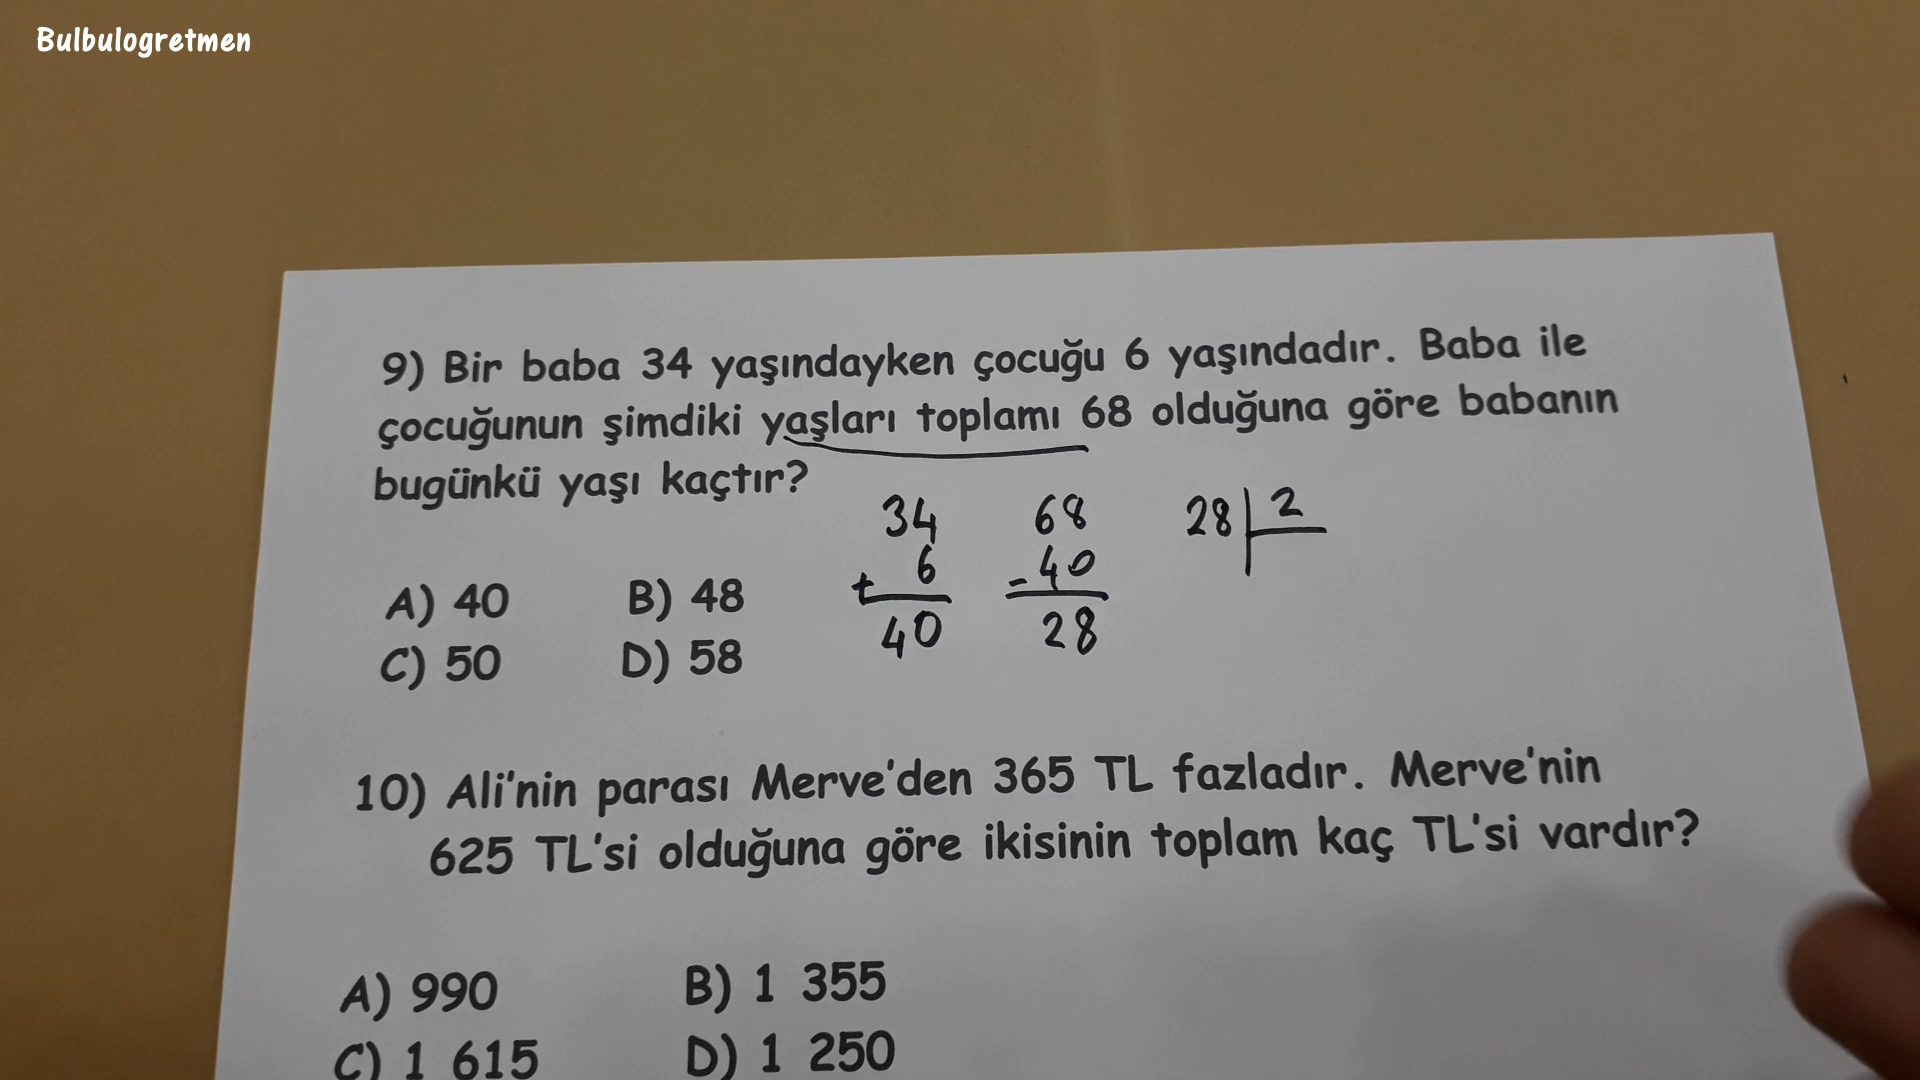 Bulbulogretmen
9) Bir baba 34 yaşındayken çocuğu 6 yaşındadır. Baba ile
çocuğunun şimdiki yaşları toplamı 68 olduğuna göre babanın
bugünkü yaşı kaçtır?
34 68 28 2
+ 6 - 40
40 28
A) 40 B) 48
C) 50 D) 58
10) Ali'nin parası Merve'den 365 TL fazladır. Merve'nin
625 TL'si olduğuna göre ikisinin toplam kaç TL'si vardır?
A) 990 B) 1 355
C) 1 615 D) 1 250